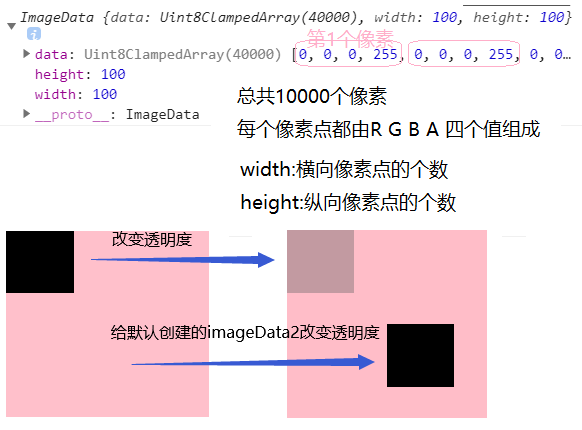 ImageData {data: Uint8ClampedArray(40000), width: 100, height: 100}
i
第1个像素
data: Uint8ClampedArray(40000) [0, 0, 0, 255, 0, 0, 0, 255, 0, 0…
height: 100
width: 100
__proto__: ImageData
总共10000个像素
每个像素点都由R G B A 四个值组成
width:横向像素点的个数
height:纵向像素点的个数
改变透明度
给默认创建的imageData2改变透明度